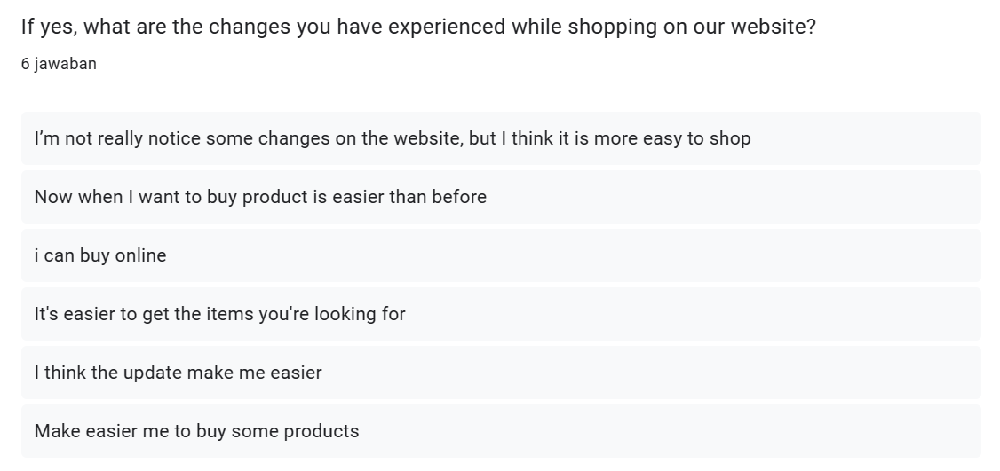 If yes, what are the changes you have experienced while shopping on our website?
6 jawaban
I’m not really notice some changes on the website, but I think it is more easy to shop
Now when I want to buy product is easier than before
i can buy online
It's easier to get the items you're looking for
I think the update make me easier
Make easier me to buy some products